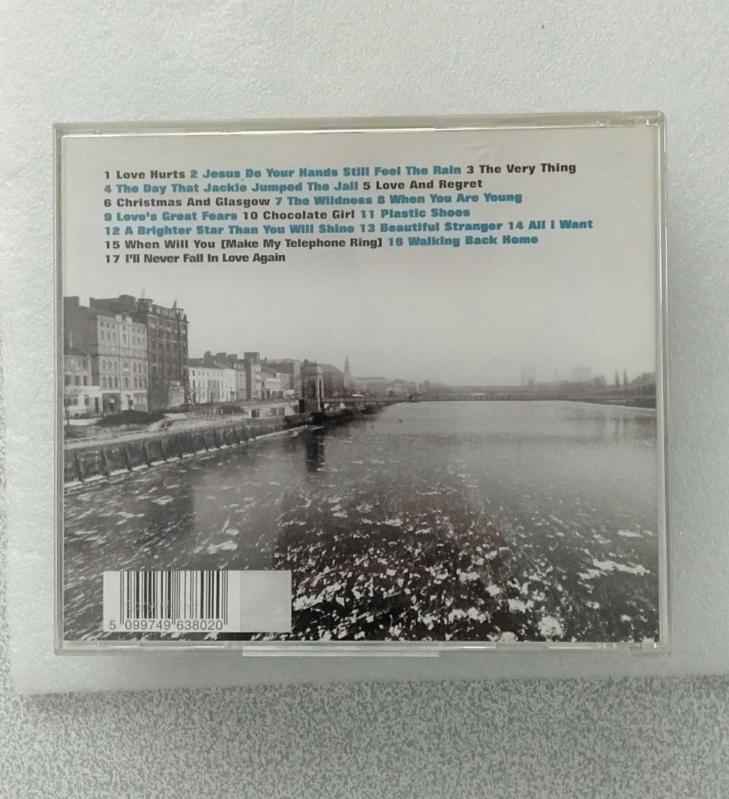 1 Love Hurts 2 Jesus Do Your Hands Still Feel The Rain 3 The Very Thing
4 The Day That Jackie Jumped The Jail 5 Love And Regret
6 Christmas And Glasgow 7 The Wildness 8 When You Are Young
9 Love's Great Fears 10 Chocolate Girl 11 Plastic Shoes
12 A Brighter Star Than You Will Shine 13 Beautiful Stranger 14 All I Want
15 When Will You (Make My Telephone Ring) 16 Walking Back Home
17 I'll Never Fall In Love Again
5 099749 638020